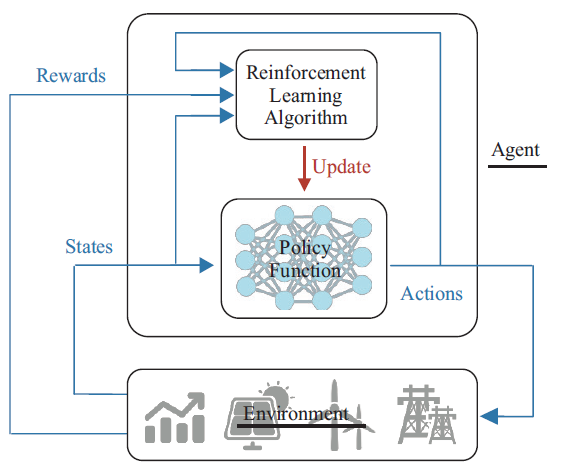 Rewards
Reinforcement
Learning
Algorithm
Agent
Update
States
Policy
Function
Actions
Environment